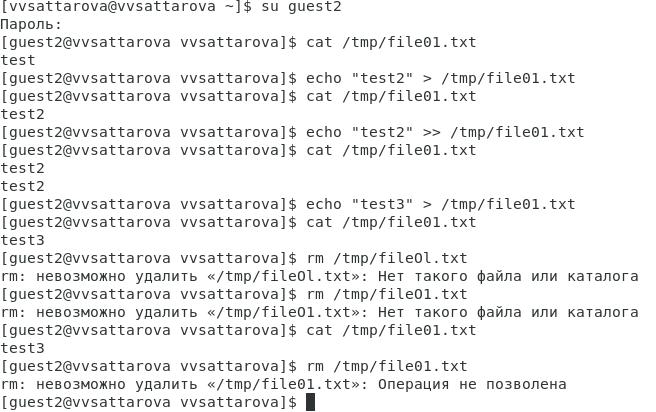 [vvsattarova@vvsattarova ~]$ su guest2
Пароль:
[guest2@vvsattarova vvsattarova]$ cat /tmp/file01.txt
test
[guest2@vvsattarova vvsattarova]$ echo "test2" > /tmp/file01.txt
[guest2@vvsattarova vvsattarova]$ cat /tmp/file01.txt
test2
[guest2@vvsattarova vvsattarova]$ echo "test2" >> /tmp/file01.txt
[guest2@vvsattarova vvsattarova]$ cat /tmp/file01.txt
test2
test2
[guest2@vvsattarova vvsattarova]$ echo "test3" > /tmp/file01.txt
[guest2@vvsattarova vvsattarova]$ cat /tmp/file01.txt
test3
[guest2@vvsattarova vvsattarova]$ rm /tmp/fileOl.txt
rm: невозможно удалить «/tmp/fileOl.txt»: Нет такого файла или каталога
[guest2@vvsattarova vvsattarova]$ rm /tmp/fileO1.txt
rm: невозможно удалить «/tmp/fileO1.txt»: Нет такого файла или каталога
[guest2@vvsattarova vvsattarova]$ cat /tmp/file01.txt
test3
[guest2@vvsattarova vvsattarova]$ rm /tmp/file01.txt
rm: невозможно удалить «/tmp/file01.txt»: Операция не позволена
[guest2@vvsattarova vvsattarova]$